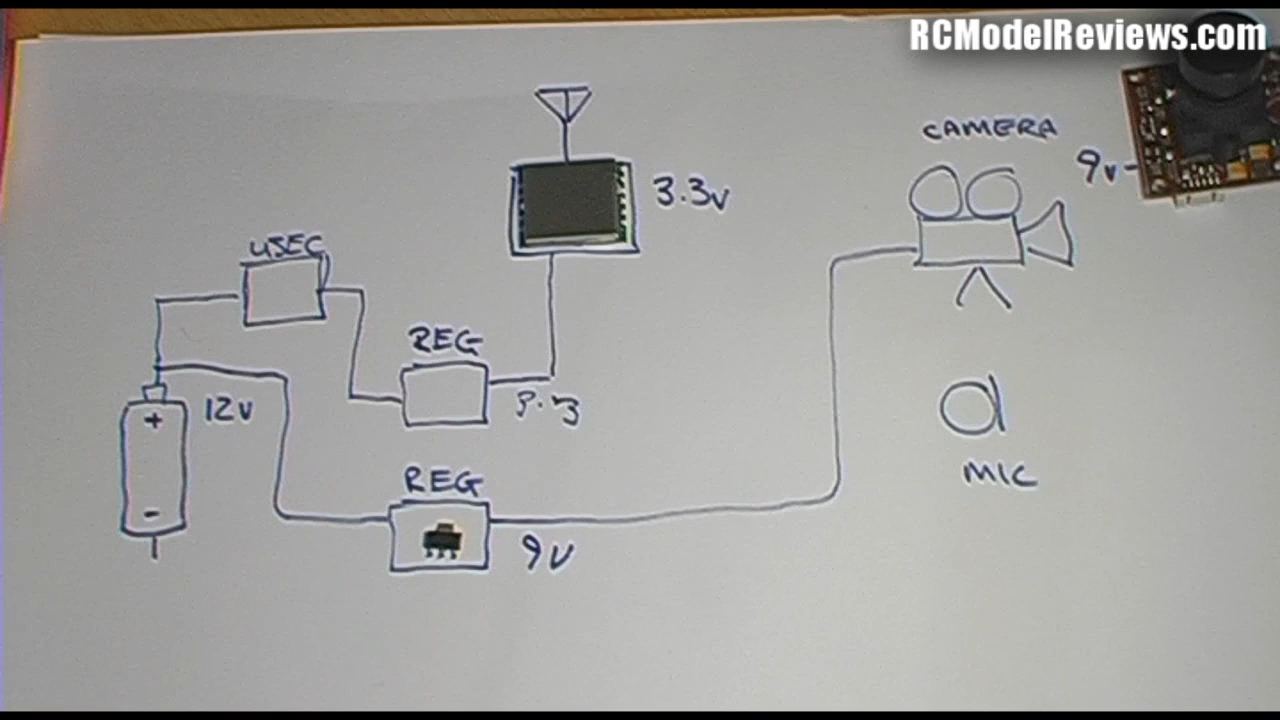 RCModelReviews.com
CAMERA
9v
3.3v
USEC
REG
12v
+
-
REG
9V
MIC